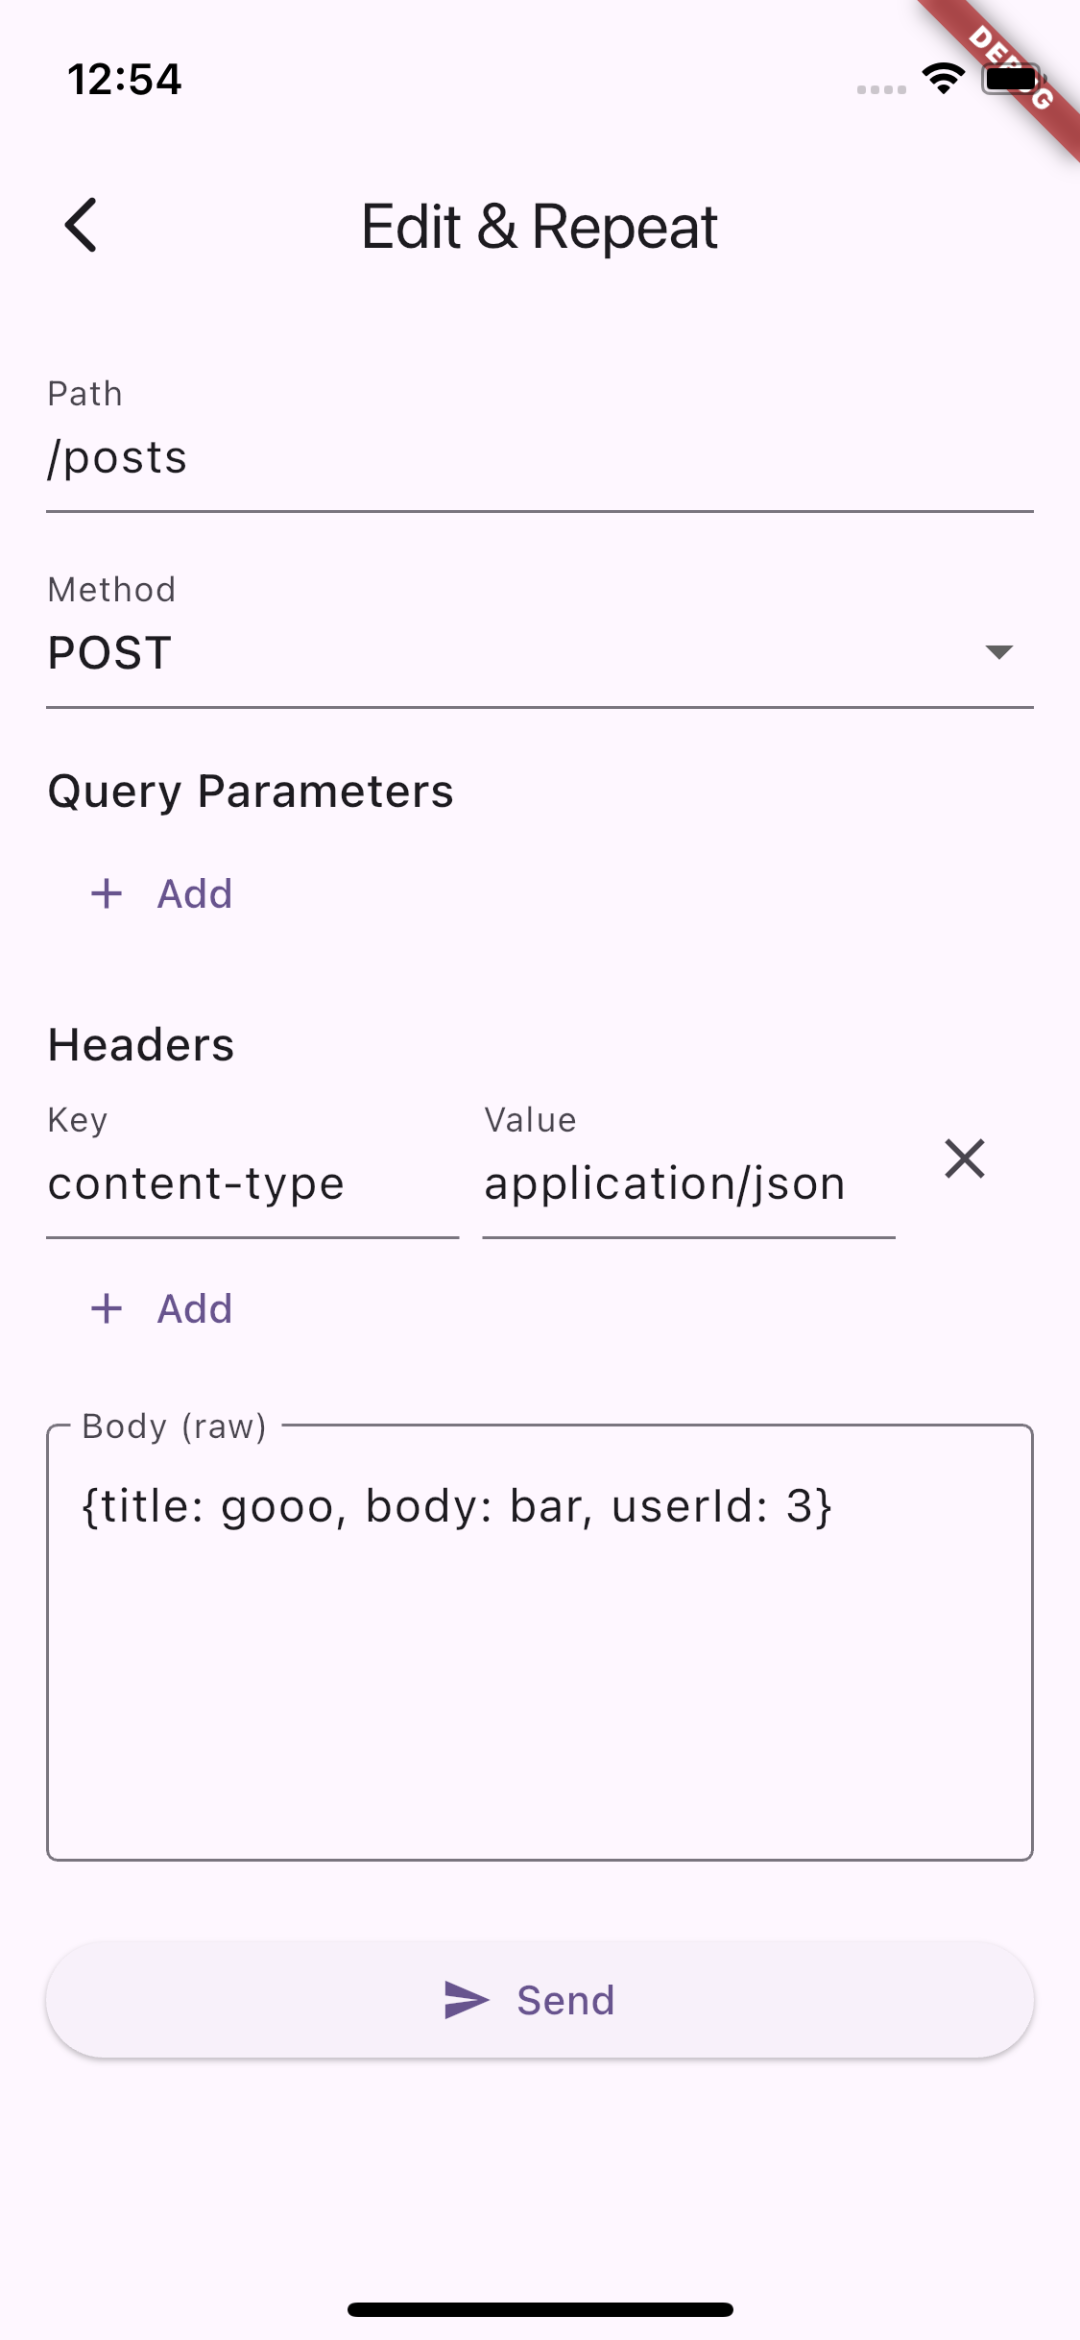 12:54
DEBUG
Edit & Repeat
Path
/posts
Method
POST
Query Parameters
+ Add
Headers
Key Value
content-type application/json
+ Add
Body (raw)
{title: gooo, body: bar, userId: 3}
Send